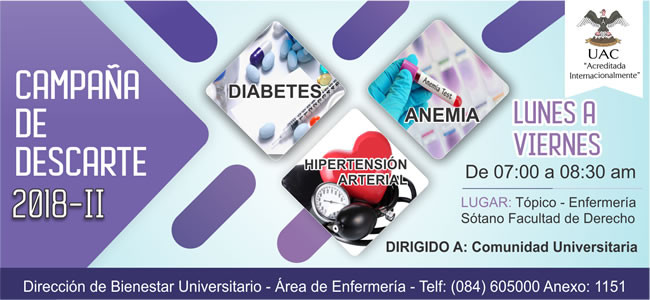 CAMPAÑA
DE
DESCARTE
2018-II
DIABETES
ANEMIA
Anemia Test
HIPERTENSIÓN
ARTERIAL
UAC
"Acreditada
Internacionalmente"
LUNES A
VIERNES
De 07:00 a 08:30 am
LUGAR: Tópico - Enfermería
Sótano Facultad de Derecho
DIRIGIDO A: Comunidad Universitaria
Dirección de Bienestar Universitario - Área de Enfermería - Telf: (084) 605000 Anexo: 1151